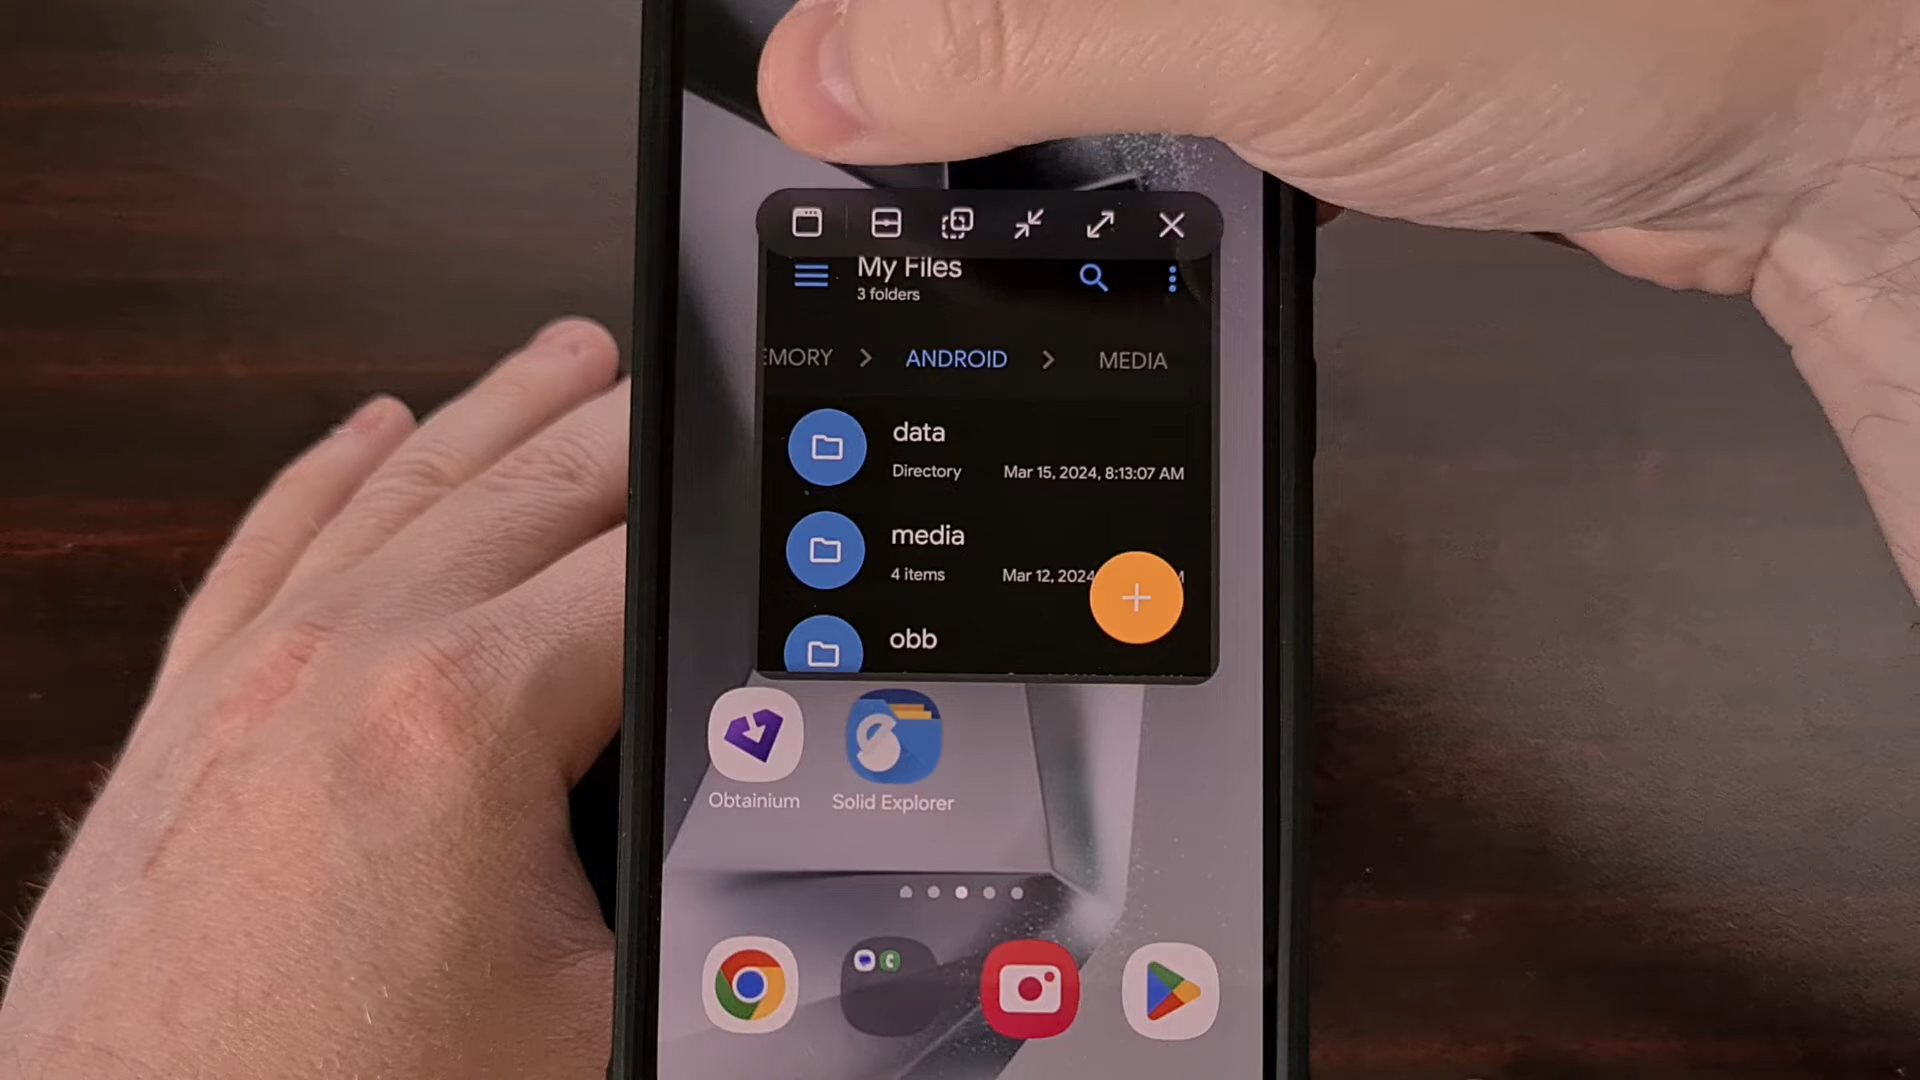 My Files
3 folders
EMORY > ANDROID > MEDIA
data
Directory Mar 15, 2024, 8:13:07 AM
media
4 items Mar 12, 2024
obb
Obtainium Solid Explorer